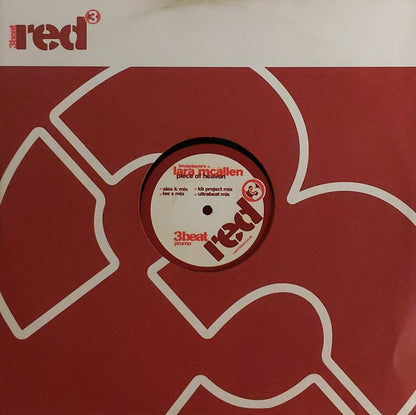 3beat
red
3
beatplayers &
lara mcallen
piece of heaven
• alex k mix
• lee s mix
• kb project mix
• ultrabeat mix
3beat
promo
red
3